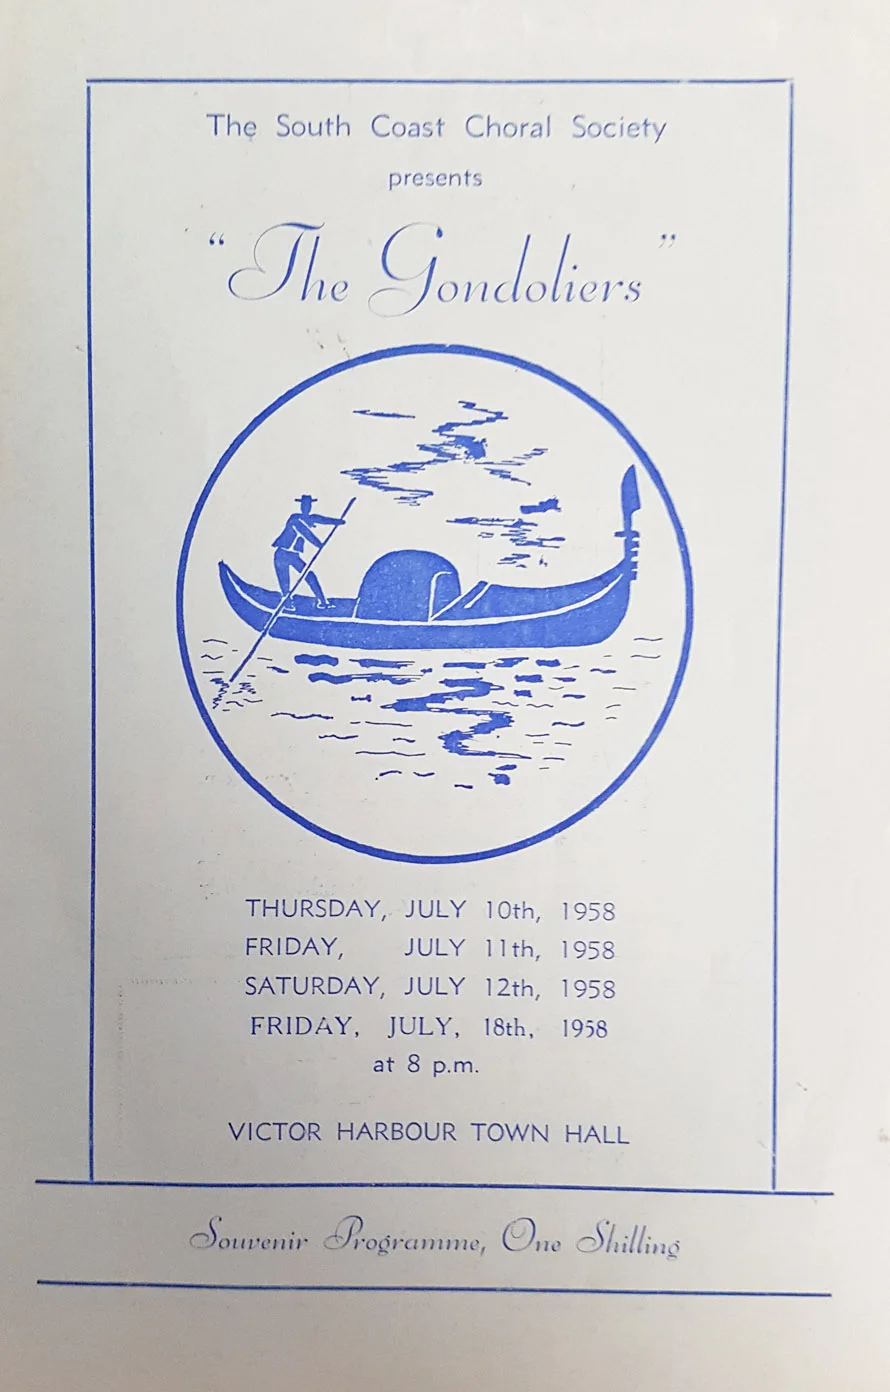 The South Coast Choral Society
presents
“The Gondoliers”
THURSDAY, JULY 10th, 1958
FRIDAY, JULY 11th, 1958
SATURDAY, JULY 12th, 1958
FRIDAY, JULY, 18th, 1958
at 8 p.m.
VICTOR HARBOUR TOWN HALL
Souvenir Programme, One Shilling